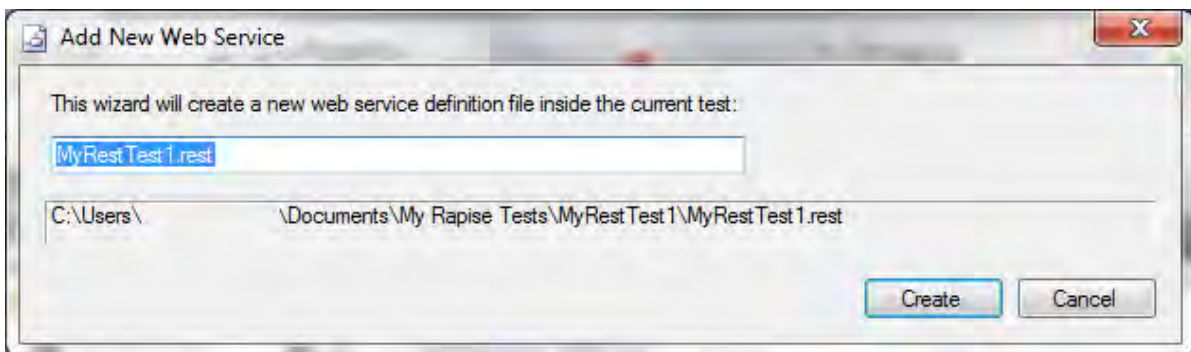 Add New Web Service
This wizard will create a new web service definition file inside the current test:
MyRestTest1.rest
C:\Users\ \Documents\My Rapise Tests\MyRestTest1\MyRestTest1.rest
Create Cancel